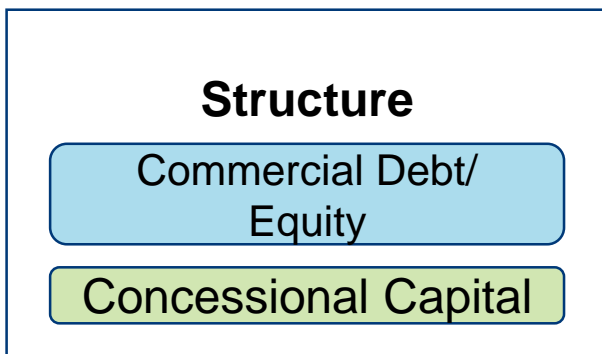 Structure
Commercial Debt/
Equity
Concessional Capital